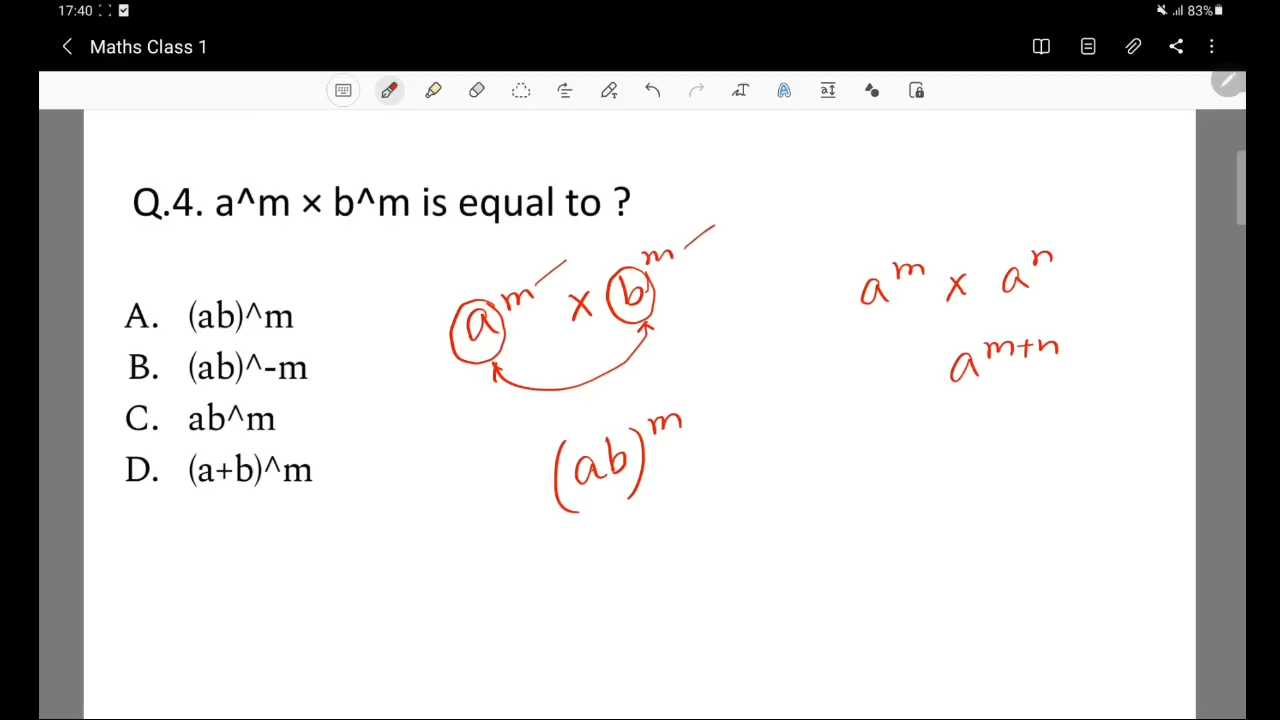 17:40
83%
Maths Class 1
Q.4. a^m × b^m is equal to ?
A. (ab)^m
B. (ab)^-m
C. ab^m
D. (a+b)^m
a^m × b^m
(ab)^m
a^m × a^n
a^m+n